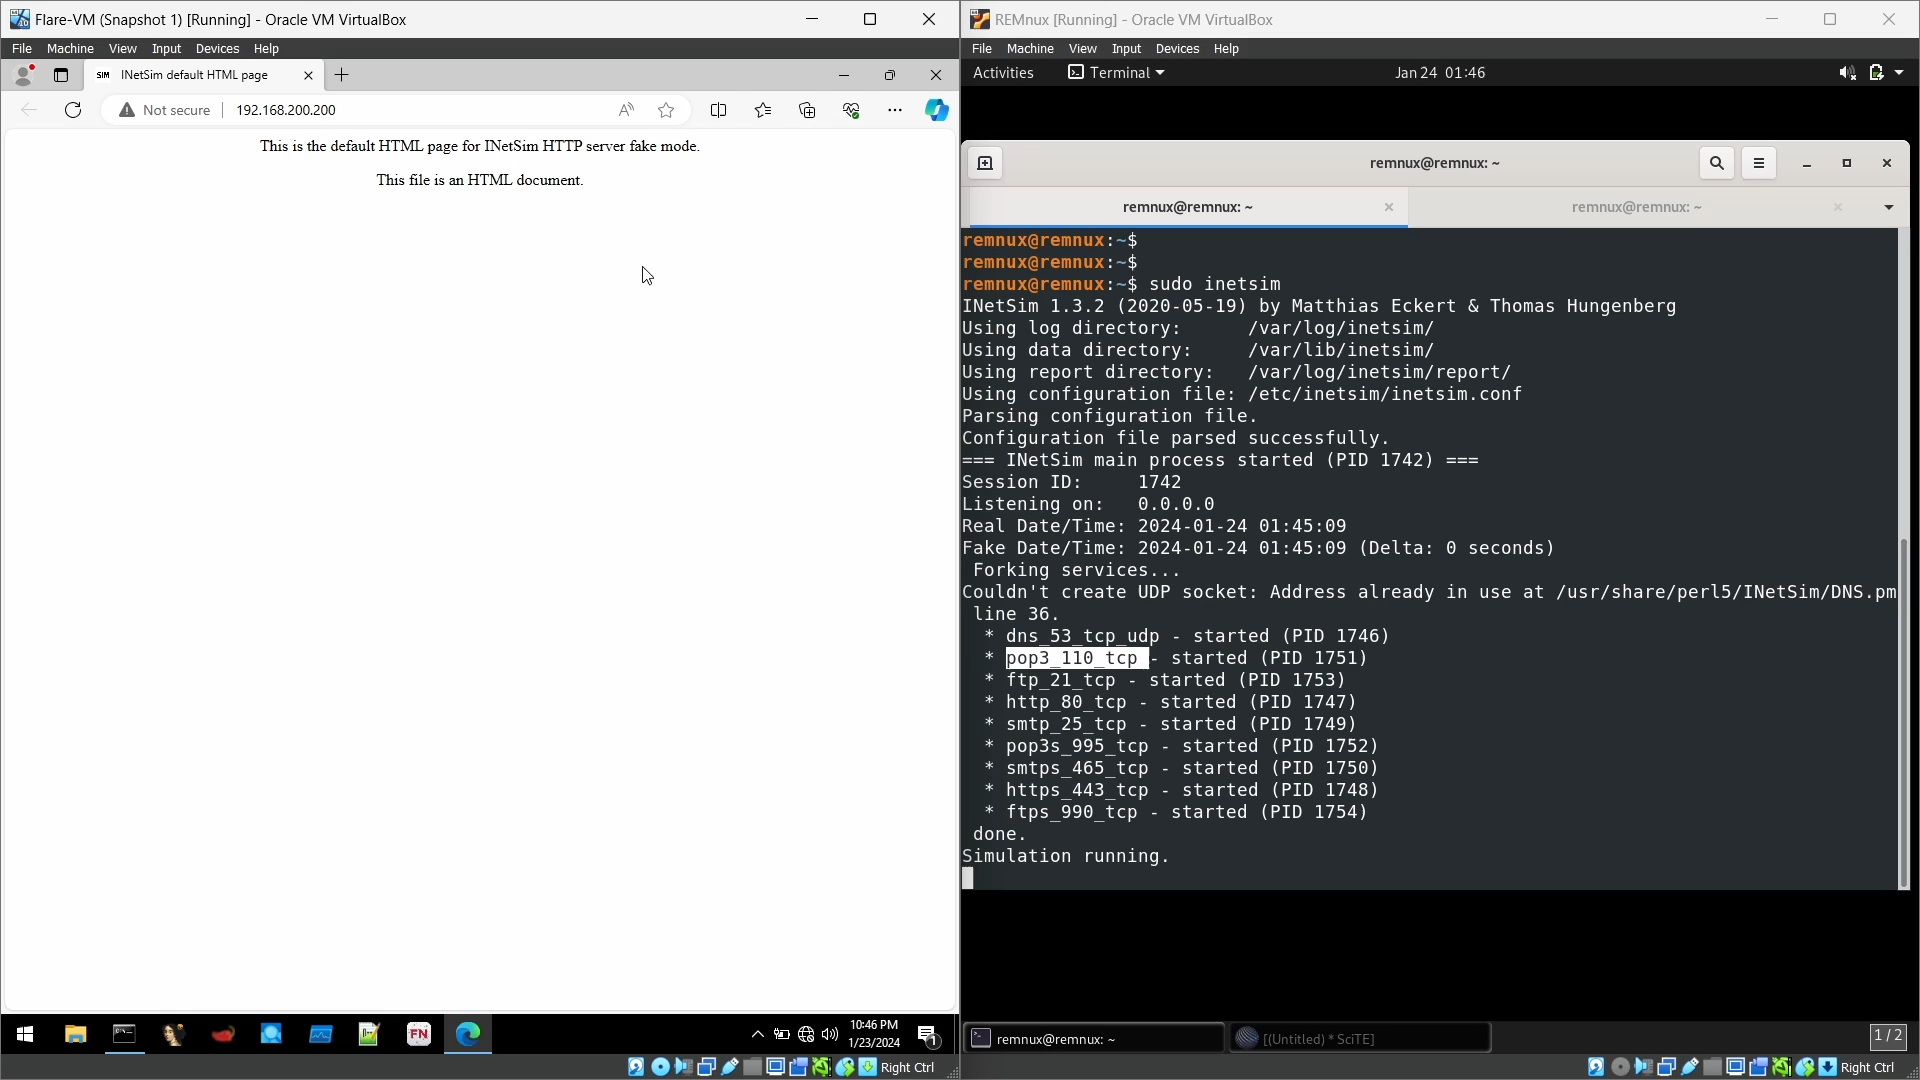 Flare-VM (Snapshot 1) [Running] - Oracle VM VirtualBox
File Machine View Input Devices Help
SIM INetSim default HTML page
Not secure 192.168.200.200
This is the default HTML page for INetSim HTTP server fake mode.
This file is an HTML document.
FN
10:46 PM
1/23/2024
1
Right Ctrl
REMnux [Running] - Oracle VM VirtualBox
File Machine View Input Devices Help
Activities Terminal Jan 24 01:46
remnux@remnux: ~
remnux@remnux: ~ remnux@remnux: ~
remnux@remnux:~$
remnux@remnux:~$
remnux@remnux:~$ sudo inetsim
INetSim 1.3.2 (2020-05-19) by Matthias Eckert & Thomas Hungenberg
Using log directory: /var/log/inetsim/
Using data directory: /var/lib/inetsim/
Using report directory: /var/log/inetsim/report/
Using configuration file: /etc/inetsim/inetsim.conf
Parsing configuration file.
Configuration file parsed successfully.
=== INetSim main process started (PID 1742) ===
Session ID: 1742
Listening on: 0.0.0.0
Real Date/Time: 2024-01-24 01:45:09
Fake Date/Time: 2024-01-24 01:45:09 (Delta: 0 seconds)
Forking services...
Couldn't create UDP socket: Address already in use at /usr/share/perl5/INetSim/DNS.pm
line 36.
* dns_53_tcp_udp - started (PID 1746)
* pop3_110_tcp - started (PID 1751)
* ftp_21_tcp - started (PID 1753)
* http_80_tcp - started (PID 1747)
* smtp_25_tcp - started (PID 1749)
* pop3s_995_tcp - started (PID 1752)
* smtps_465_tcp - started (PID 1750)
* https_443_tcp - started (PID 1748)
* ftps_990_tcp - started (PID 1754)
done.
Simulation running.
remnux@remnux: ~ [(Untitled) * SciTE] 1 / 2
Right Ctrl